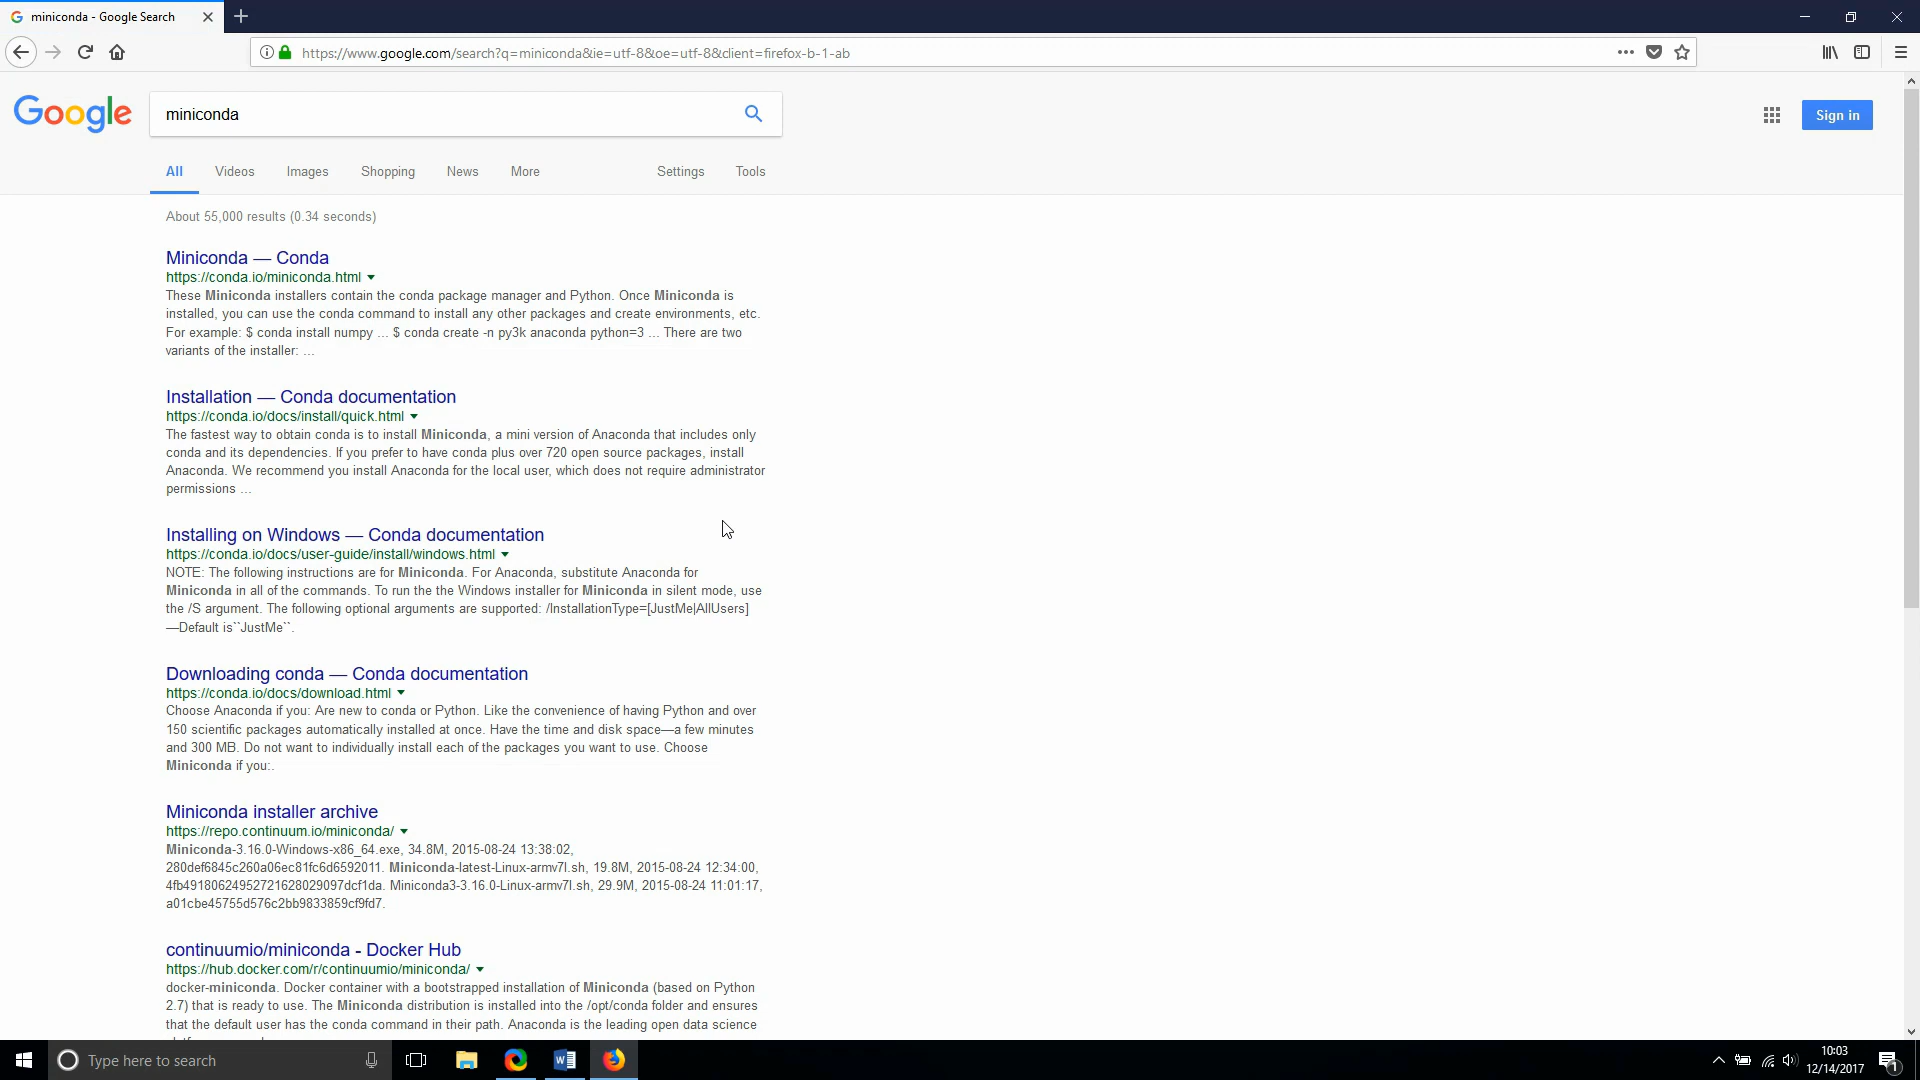 miniconda - Google Search
https://www.google.com/search?q=miniconda&ie=utf-8&oe=utf-8&client=firefox-b-1-ab
Google
miniconda
Sign in
All
Videos
Images
Shopping
News
More
Settings
Tools
About 55,000 results (0.34 seconds)
Miniconda — Conda
https://conda.io/miniconda.html
These Miniconda installers contain the conda package manager and Python. Once Miniconda is
installed, you can use the conda command to install any other packages and create environments, etc.
For example: $ conda install numpy ... $ conda create -n py3k anaconda python=3 ... There are two
variants of the installer: ...
Installation — Conda documentation
https://conda.io/docs/install/quick.html
The fastest way to obtain conda is to install Miniconda, a mini version of Anaconda that includes only
conda and its dependencies. If you prefer to have conda plus over 720 open source packages, install
Anaconda. We recommend you install Anaconda for the local user, which does not require administrator
permissions ...
Installing on Windows — Conda documentation
https://conda.io/docs/user-guide/install/windows.html
NOTE: The following instructions are for Miniconda. For Anaconda, substitute Anaconda for
Miniconda in all of the commands. To run the the Windows installer for Miniconda in silent mode, use
the /S argument. The following optional arguments are supported: /InstallationType=[JustMe|AllUsers]
—Default is``JustMe``.
Downloading conda — Conda documentation
https://conda.io/docs/download.html
Choose Anaconda if you: Are new to conda or Python. Like the convenience of having Python and over
150 scientific packages automatically installed at once. Have the time and disk space—a few minutes
and 300 MB. Do not want to individually install each of the packages you want to use. Choose
Miniconda if you:.
Miniconda installer archive
https://repo.continuum.io/miniconda/
Miniconda-3.16.0-Windows-x86_64.exe, 34.8M, 2015-08-24 13:38:02,
280def6845c260a06ec81fc6d6592011. Miniconda-latest-Linux-armv7l.sh, 19.8M, 2015-08-24 12:34:00,
4fb49180624952721628029097dcf1da. Miniconda3-3.16.0-Linux-armv7l.sh, 29.9M, 2015-08-24 11:01:17,
a01cbe45755d576c2bb9833859cf9fd7.
continuumio/miniconda - Docker Hub
https://hub.docker.com/r/continuumio/miniconda/
docker-miniconda. Docker container with a bootstrapped installation of Miniconda (based on Python
2.7) that is ready to use. The Miniconda distribution is installed into the /opt/conda folder and ensures
that the default user has the conda command in their path. Anaconda is the leading open data science
Type here to search
10:03
12/14/2017
1